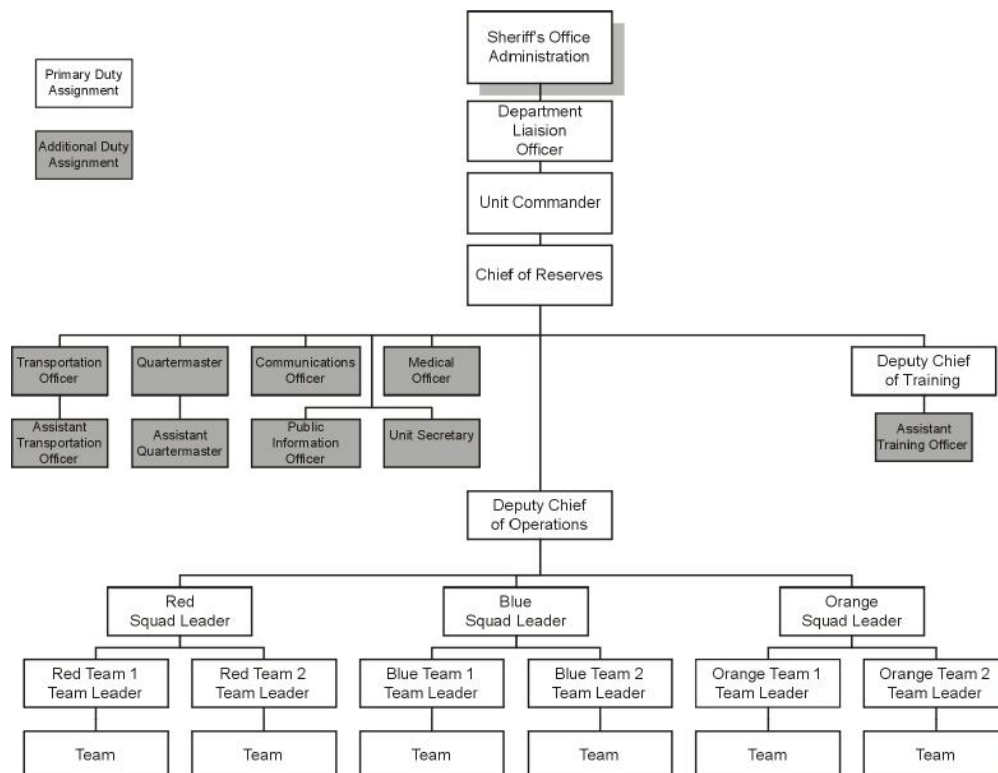 Sheriff's Office
Administration
Primary Duty
Assignment
Department
Liaision
Officer
Additional Duty
Assignment
Unit Commander
Chief of Reserves
Transportation
Officer
Quartermaster
Communications
Officer
Medical
Officer
Deputy Chief
of Training
Assistant
Transportation
Officer
Assistant
Quartermaster
Public
Information
Officer
Unit Secretary
Assistant
Training Officer
Deputy Chief
of Operations
Red
Squad Leader
Blue
Squad Leader
Orange
Squad Leader
Red Team 1
Team Leader
Red Team 2
Team Leader
Blue Team 1
Team Leader
Blue Team 2
Team Leader
Orange Team 1
Team Leader
Orange Team 2
Team Leader
Team
Team
Team
Team
Team
Team